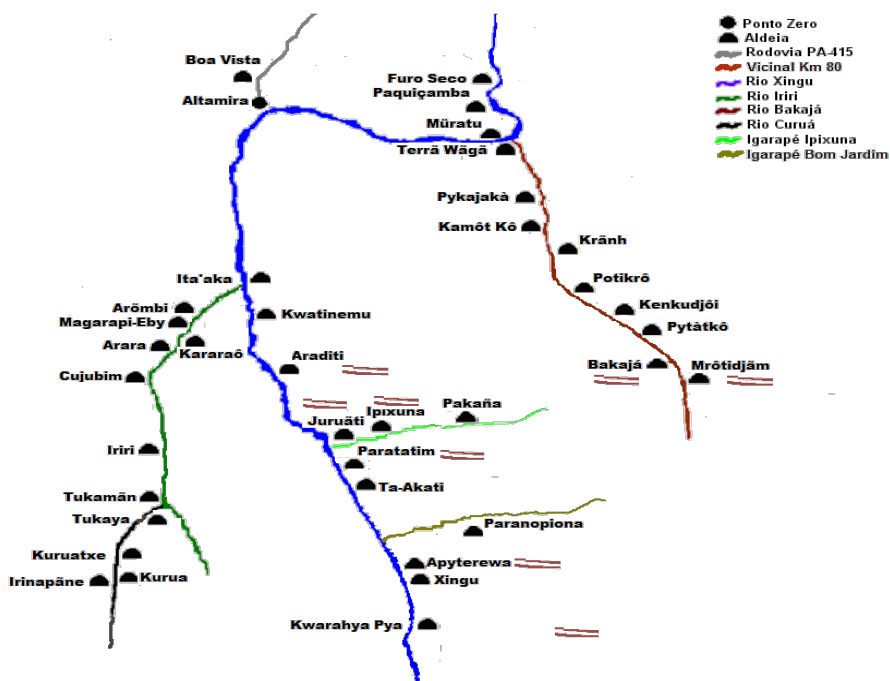 Ponto Zero
Aldeia
Rodovia PA-415
Vicinal Km 80
Rio Xingu
Rio Iriri
Rio Bakajá
Rio Curuá
Igarapé Ipixuna
Igarapé Bom Jardim
Boa Vista
Altamira
Furo Seco
Paquiçamba
Müratu
Terrã Wãgã
Pykajakà
Kamôt Kô
Krãnh
Potikrô
Kenkudjôi
Pytàtkô
Bakajá
Mrôtidjäm
Ita'aka
Arõmbi
Magarapi-Eby
Kwatinemu
Arara
Kararaô
Cujubim
Araditi
Juruãti
Ipixuna
Pakaña
Iriri
Paratatim
Ta-Akati
Tukamãn
Tukaya
Paranopiona
Kuruatxe
Irinapãne
Kurua
Apyterewa
Xingu
Kwarahya Pya